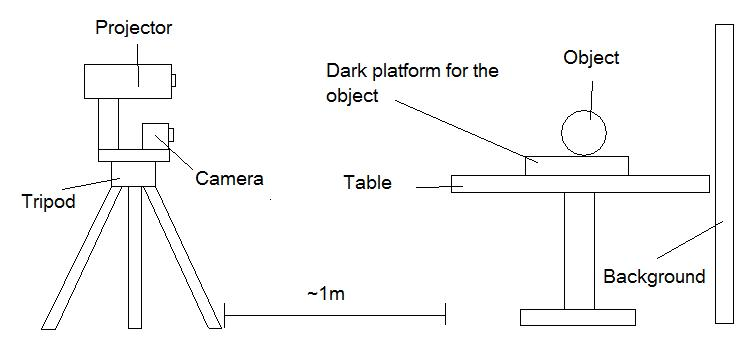 Projector
Object
Dark platform for the
object
Camera
Table
Tripod
Background
~1m